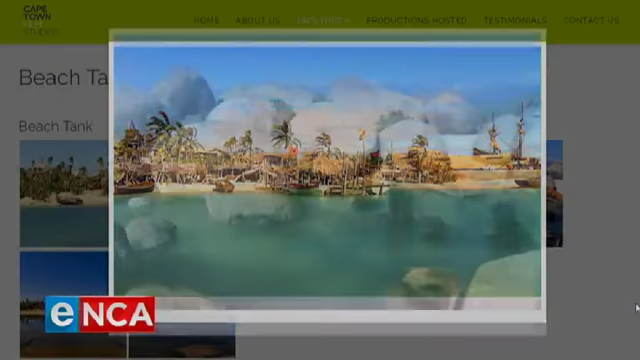 CAPE
TOWN
STUDIOS
HOME ABOUT US FACILITIES PRODUCTIONS HOSTED TESTIMONIALS CONTACT US
Beach Ta
Beach Tank
eNCA